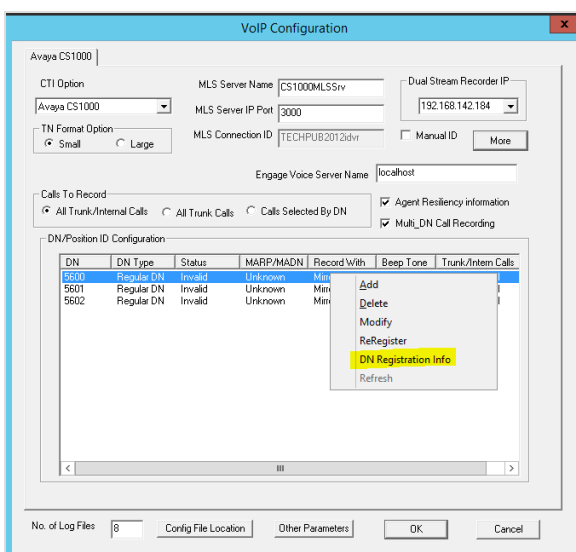 VoIP Configuration
x
Avaya CS1000
CTI Option
MLS Server Name CS1000MLSSrv
Dual Stream Recorder IP
Avaya CS1000
MLS Server IP Port 3000
192.168.142.184
TN Format Option
Small Large
MLS Connection ID TECHPUB2012idvr
Manual ID More
Engage Voice Server Name localhost
Calls To Record
All Trunk/Internal Calls All Trunk Calls Calls Selected By DN
Agent Resiliency information
Multi_DN Call Recording
DN/Position ID Configuration
DN DN Type Status MARP/MADN Record With Beep Tone Trunk/Intern Calls
5600 Regular DN Invalid Unknown
5601 Regular DN Invalid Unknown
5602 Regular DN Invalid Unknown
Add
Delete
Modify
ReRegister
DN Registration Info
Refresh
No. of Log Files 8 Config File Location Other Parameters OK Cancel